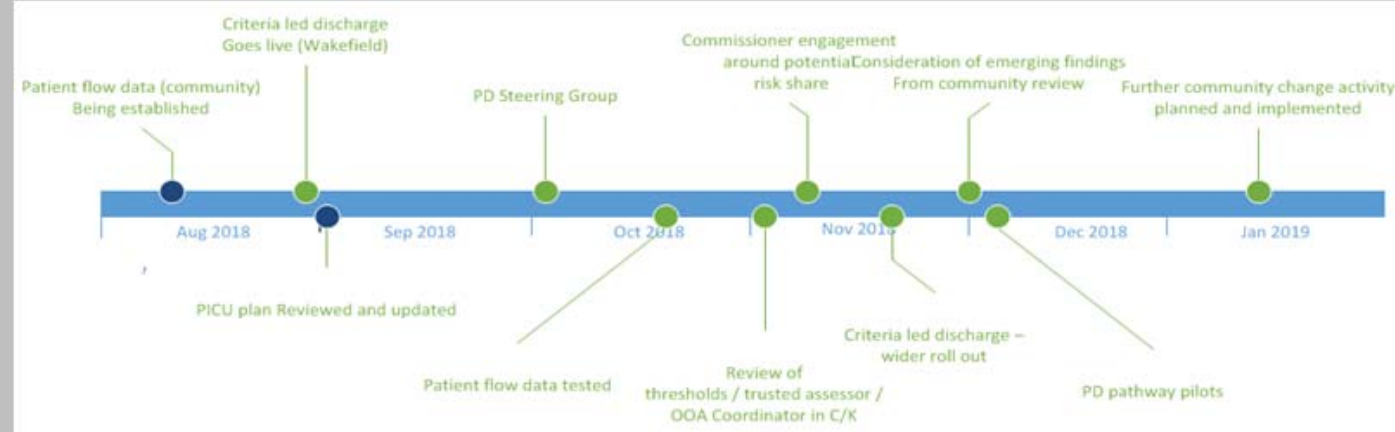 Criteria led discharge
Goes live (Wakefield)
Patient flow data (community)
Being established
PD Steering Group
Commissioner engagement
around potential
risk share
Consideration of emerging findings
From community review
Further community change activity
planned and implemented
Aug 2018
Sep 2018
Oct 2018
Nov 2018
Dec 2018
Jan 2019
PICU plan Reviewed and updated
Patient flow data tested
Review of
thresholds / trusted assessor /
OOA Coordinator in C/K
Criteria led discharge –
wider roll out
PD pathway pilots